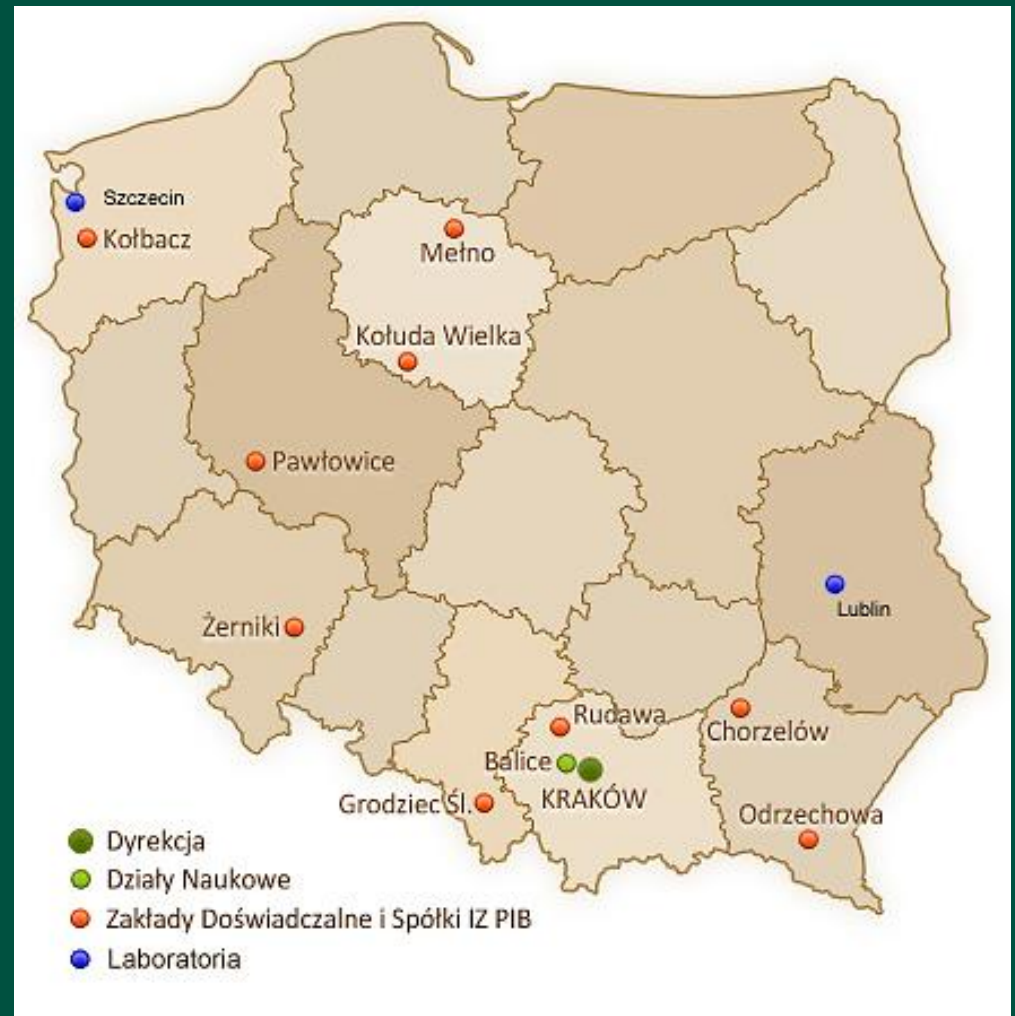 Szczecin
Kołbacz
Mełno
Kołuda Wielka
Pawłowice
Żerniki
Lublin
Rudawa
Chorzelów
Balice
KRAKÓW
Grodziec Śl.
Odrzechowa
Dyrekcja
Działy Naukowe
Zakłady Doświadczalne i Spółki IZ PIB
Laboratoria